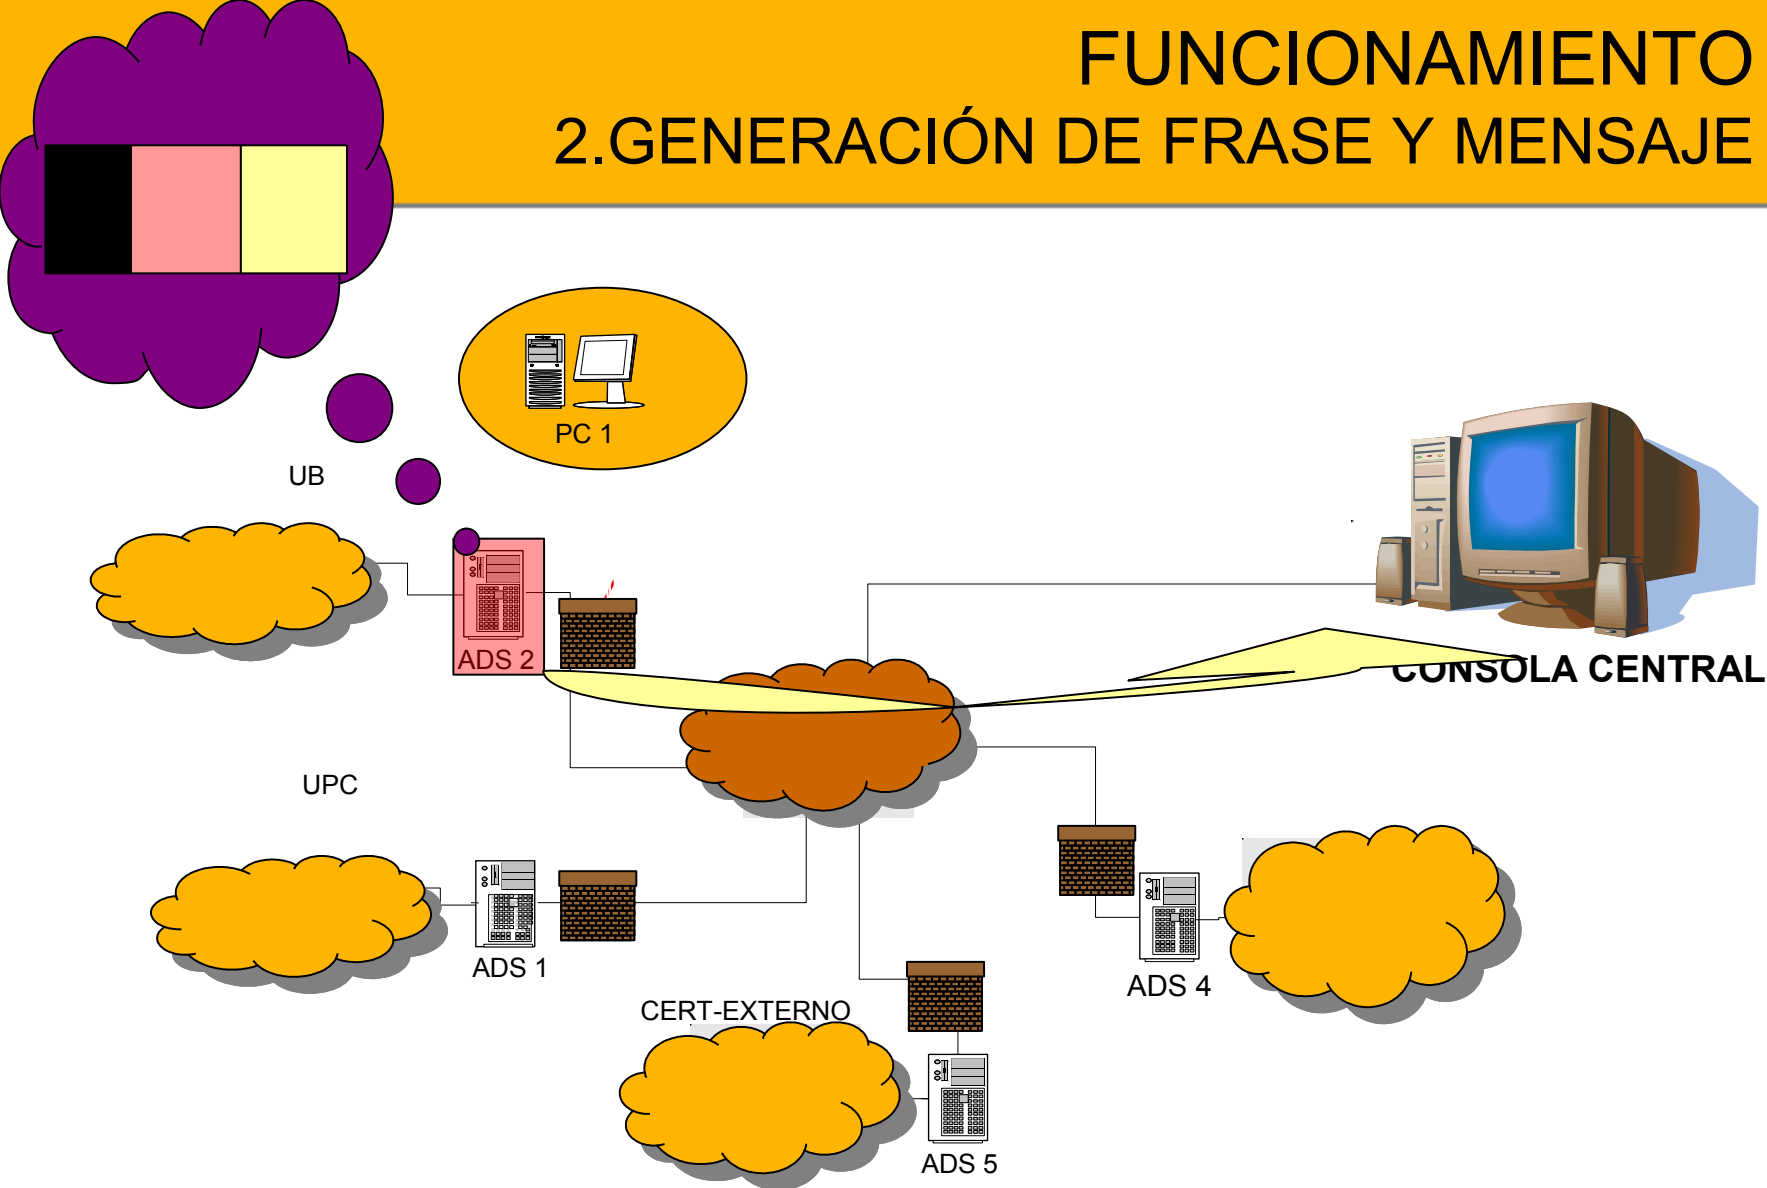 FUNCIONAMIENTO
2.GENERACIÓN DE FRASE Y MENSAJE
PC 1
UB
ADS 2
CONSOLA CENTRAL
UPC
ADS 1
ADS 4
CERT-EXTERNO
ADS 5